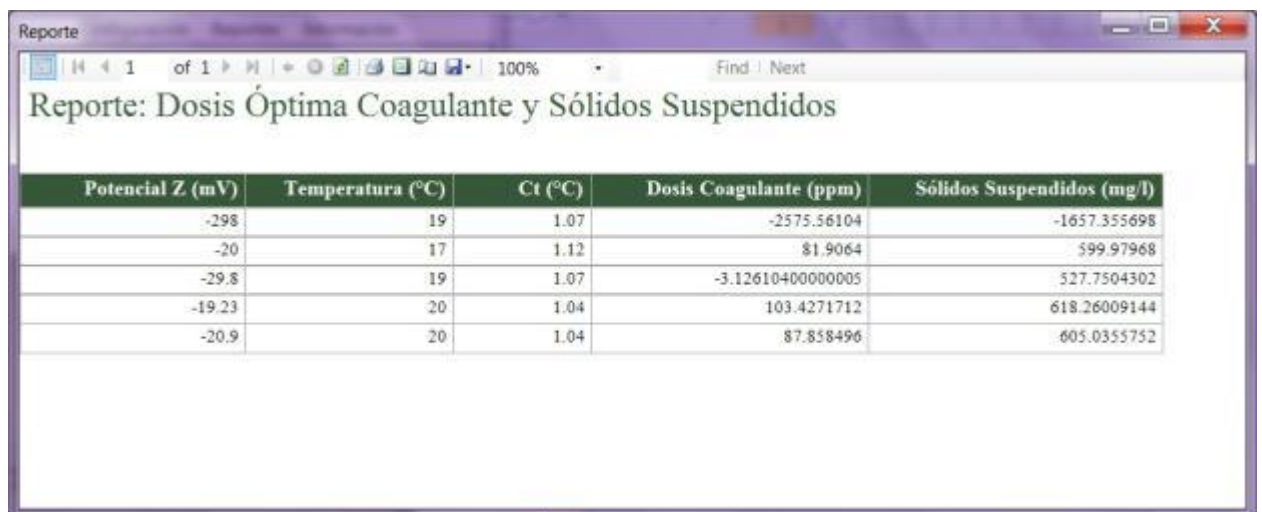 Reporte
1 of 1 100% Find Next
Reporte: Dosis Óptima Coagulante y Sólidos Suspendidos
Potencial Z (mV) Temperatura (°C) Ct (°C) Dosis Coagulante (ppm) Sólidos Suspendidos (mg/l)
-298 19 1.07 -2575.56104 -1657.355698
-20 17 1.12 81.9064 599.97968
-29.8 19 1.07 -3.12610400000005 527.7504302
-19.23 20 1.04 103.4271712 618.26009144
-20.9 20 1.04 87.858496 605.0355752